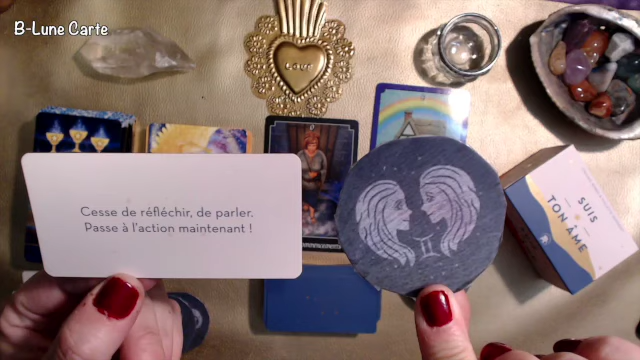 B-Lune Carte
Love
Cesse de réfléchir, de parler.
Passe à l'action maintenant !
SUIS
TON ÂME